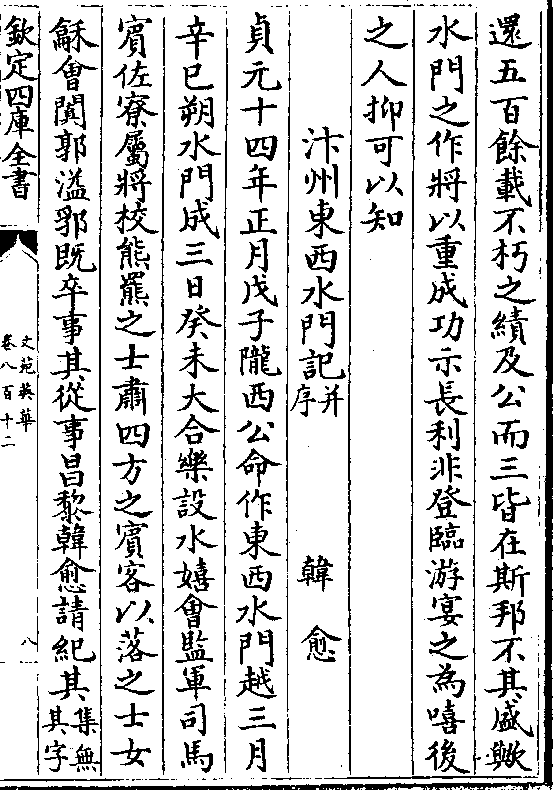 還五百餘載不朽之績及公而三皆在斯邦不其盛歟
水門之作將以重成功示長利非登臨游宴之為嘻後
之人抑可以知
汴州東西水門記并序 韓愈
貞元十四年正月戊子隴西公命作東西水門越三月
辛巳朔水門成三日癸未大合樂設水嬉會監軍司馬
賓佐寮屬將校熊羆之士肅四方之賓客以落之士女
龢會闐郭溢郛既卒事其從事昌黎韓愈請紀其集無其字
欽定四庫全書
文苑英華
卷八百十二
八